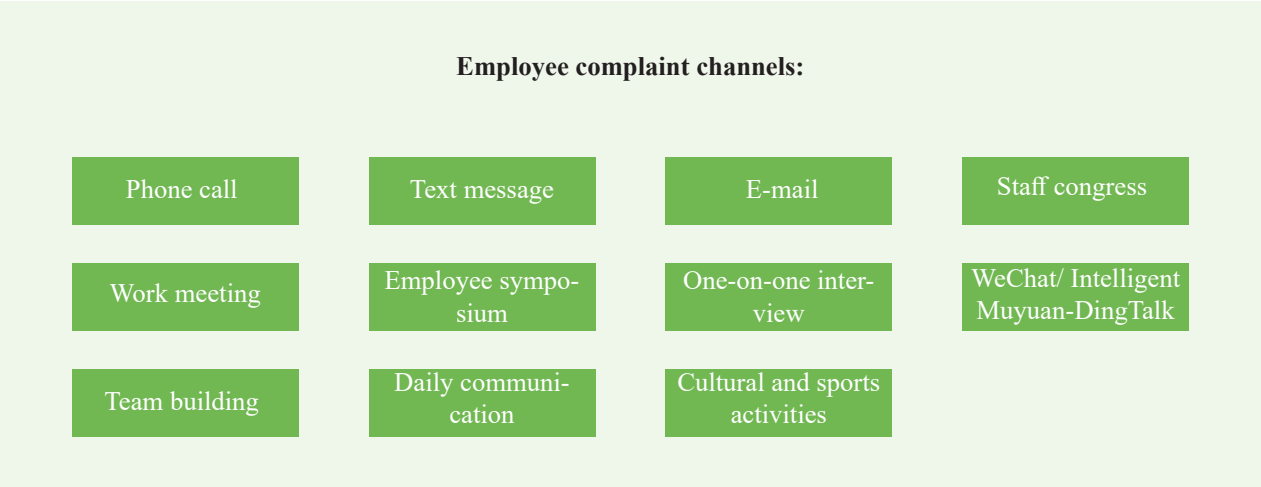 Employee complaint channels:
Phone call
Text message
E-mail
Staff congress
Work meeting
Employee sympo-
sium
One-on-one inter-
view
WeChat/ Intelligent
Muyuan-DingTalk
Team building
Daily communi-
cation
Cultural and sports
activities